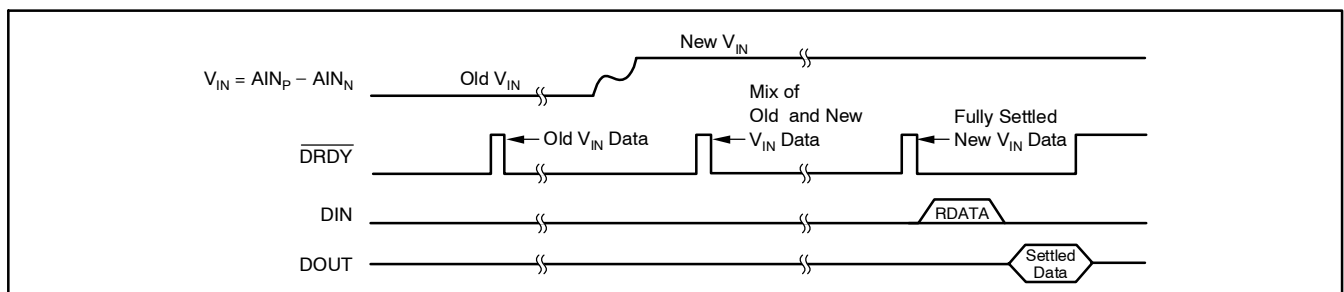 New V_IN
V_IN = AIN_P − AIN_N
Old V_IN
Mix of
Old and New
V_IN Data
Fully Settled
New V_IN Data
Old V_IN Data
DRDY
DIN
RDATA
DOUT
Settled
Data